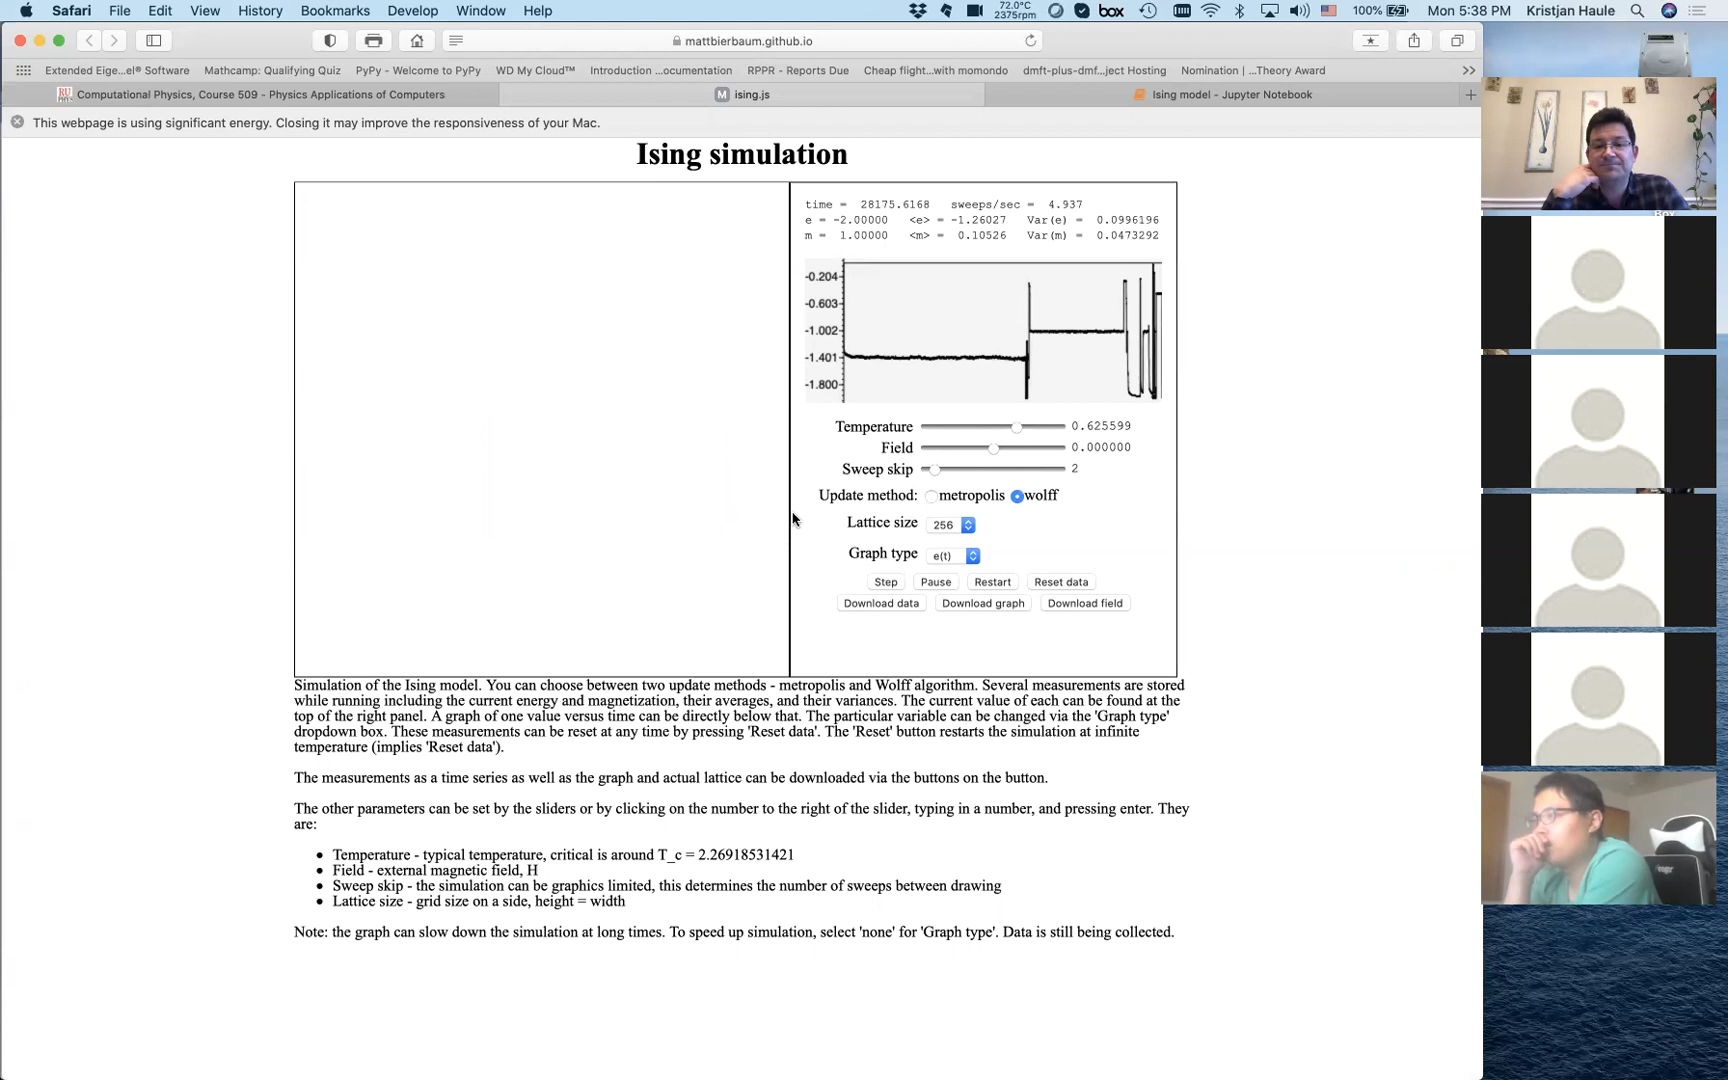 Safari File Edit View History Bookmarks Develop Window Help
72.0°C
2375rpm
box
100%
Mon 5:38 PM Kristjan Haule
mattbierbaum.github.io
Extended Eige...el® Software Mathcamp: Qualifying Quiz PyPy - Welcome to PyPy WD My Cloud™ Introduction ...ocumentation RPPR - Reports Due Cheap flight...with momondo dmft-plus-dmf...ject Hosting Nomination | ...Theory Award
RU Computational Physics, Course 509 - Physics Applications of Computers
M ising.js
Ising model - Jupyter Notebook
This webpage is using significant energy. Closing it may improve the responsiveness of your Mac.
Ising simulation
time = 28175.6168 sweeps/sec = 4.937
e = -2.00000 <e> = -1.26027 Var(e) = 0.0996196
m = 1.00000 <m> = 0.10526 Var(m) = 0.0473292
-0.204
-0.603
-1.002
-1.401
-1.800
Temperature 0.625599
Field 0.000000
Sweep skip 2
Update method: metropolis wolff
Lattice size 256
Graph type e(t)
Step Pause Restart Reset data
Download data Download graph Download field
Simulation of the Ising model. You can choose between two update methods - metropolis and Wolff algorithm. Several measurements are stored
while running including the current energy and magnetization, their averages, and their variances. The current value of each can be found at the
top of the right panel. A graph of one value versus time can be directly below that. The particular variable can be changed via the 'Graph type'
dropdown box. These measurements can be reset at any time by pressing 'Reset data'. The 'Reset' button restarts the simulation at infinite
temperature (implies 'Reset data').
The measurements as a time series as well as the graph and actual lattice can be downloaded via the buttons on the button.
The other parameters can be set by the sliders or by clicking on the number to the right of the slider, typing in a number, and pressing enter. They
are:
• Temperature - typical temperature, critical is around T_c = 2.26918531421
• Field - external magnetic field, H
• Sweep skip - the simulation can be graphics limited, this determines the number of sweeps between drawing
• Lattice size - grid size on a side, height = width
Note: the graph can slow down the simulation at long times. To speed up simulation, select 'none' for 'Graph type'. Data is still being collected.